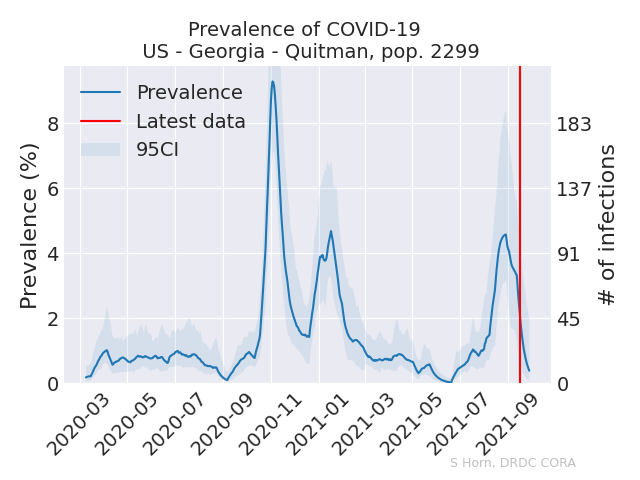 Prevalence of COVID-19
US - Georgia - Quitman, pop. 2299
Prevalence
Latest data
95CI
Prevalence (%)
8
6
4
2
0
# of infections
183
137
91
45
0
2020-03
2020-05
2020-07
2020-09
2020-11
2021-01
2021-03
2021-05
2021-07
2021-09
S Horn, DRDC CORA